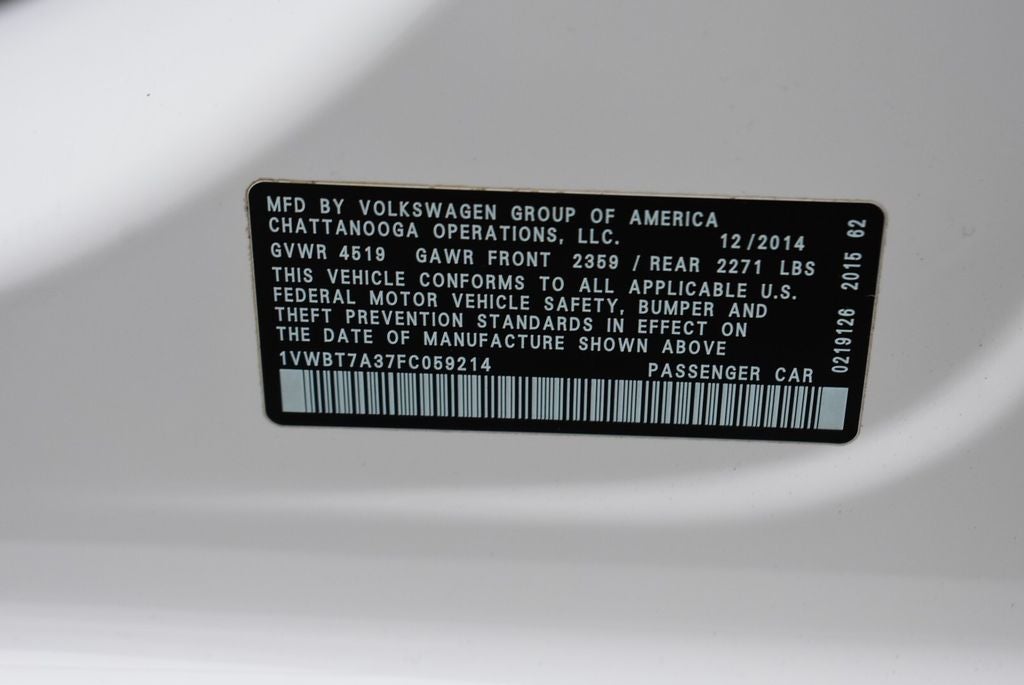 MFD BY VOLKSWAGEN GROUP OF AMERICA
CHATTANOOGA OPERATIONS, LLC. 12/2014
GVWR 4519 GAWR FRONT 2359 / REAR 2271 LBS
THIS VEHICLE CONFORMS TO ALL APPLICABLE U.S.
FEDERAL MOTOR VEHICLE SAFETY, BUMPER AND
THEFT PREVENTION STANDARDS IN EFFECT ON
THE DATE OF MANUFACTURE SHOWN ABOVE
1VWBT7A37FC059214 PASSENGER CAR
0219126 2015 62